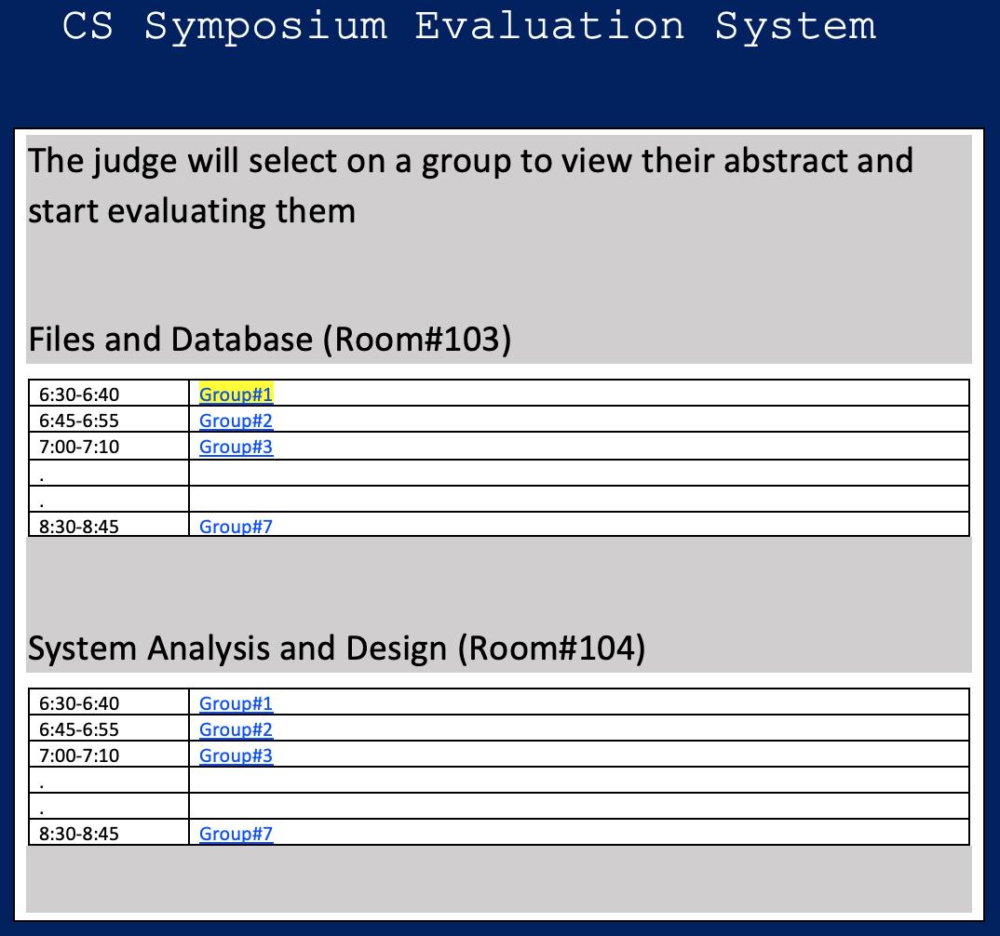 CS Symposium Evaluation System
The judge will select on a group to view their abstract and
start evaluating them
Files and Database (Room#103)
6:30-6:40 Group#1
6:45-6:55 Group#2
7:00-7:10 Group#3
.
.
8:30-8:45 Group#7
System Analysis and Design (Room#104)
6:30-6:40 Group#1
6:45-6:55 Group#2
7:00-7:10 Group#3
.
.
8:30-8:45 Group#7